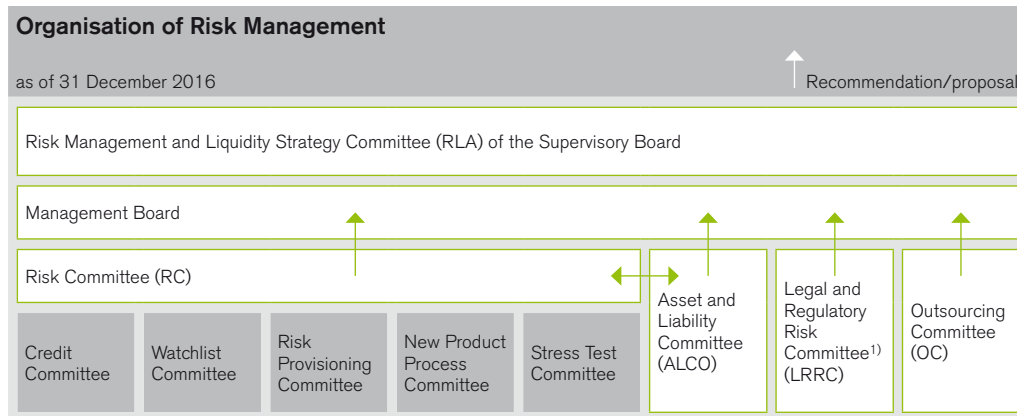 Organisation of Risk Management
as of 31 December 2016
Recommendation/proposal
Risk Management and Liquidity Strategy Committee (RLA) of the Supervisory Board
Management Board
Risk Committee (RC)
Credit
Committee
Watchlist
Committee
Risk
Provisioning
Committee
New Product
Process
Committee
Stress Test
Committee
Asset and
Liability
Committee
(ALCO)
Legal and
Regulatory
Risk
Committee¹⁾
(LRRC)
Outsourcing
Committee
(OC)